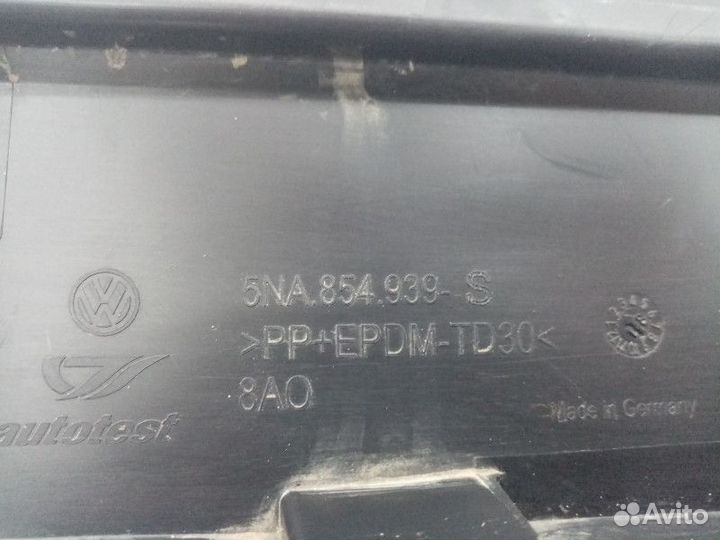 5NA.854.939- S
>PP+EPDM-TD30<
8AO
autotest
Made in Germany
Avito